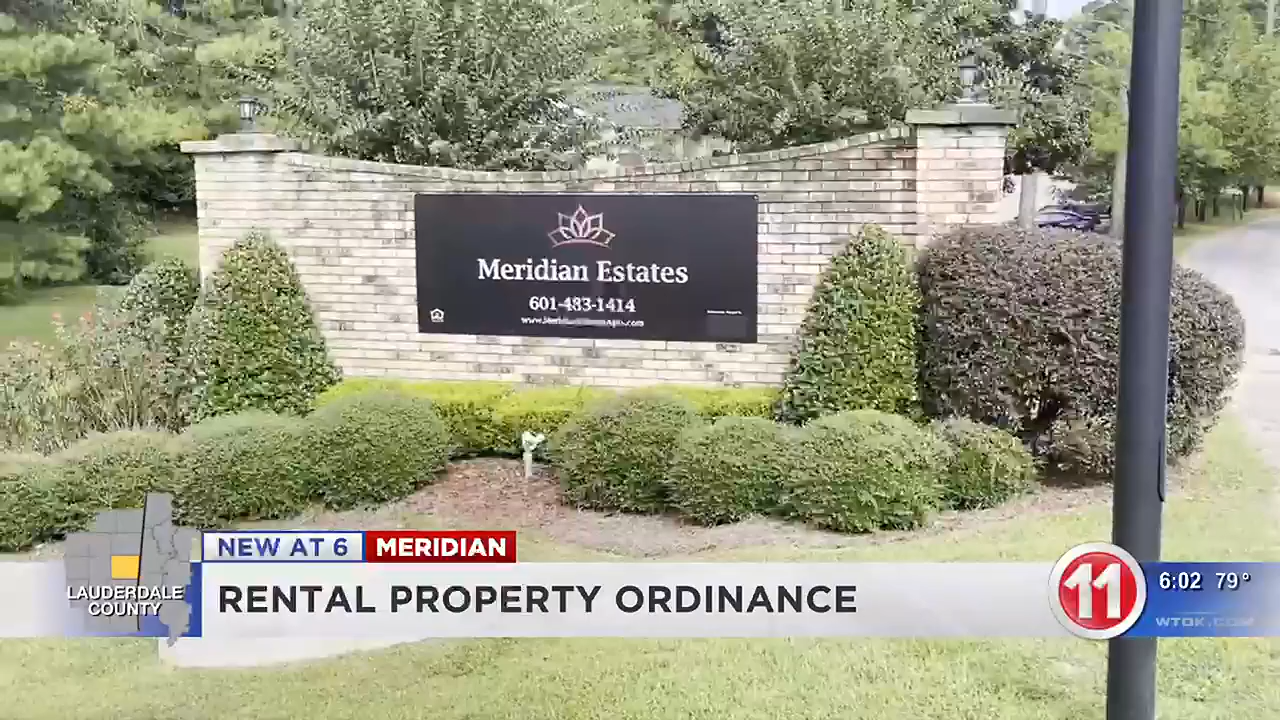 Meridian Estates
601-483-1414
NEW AT 6
MERIDIAN
LAUDERDALE
COUNTY
RENTAL PROPERTY ORDINANCE
11
6:02 79°
WTOK.COM